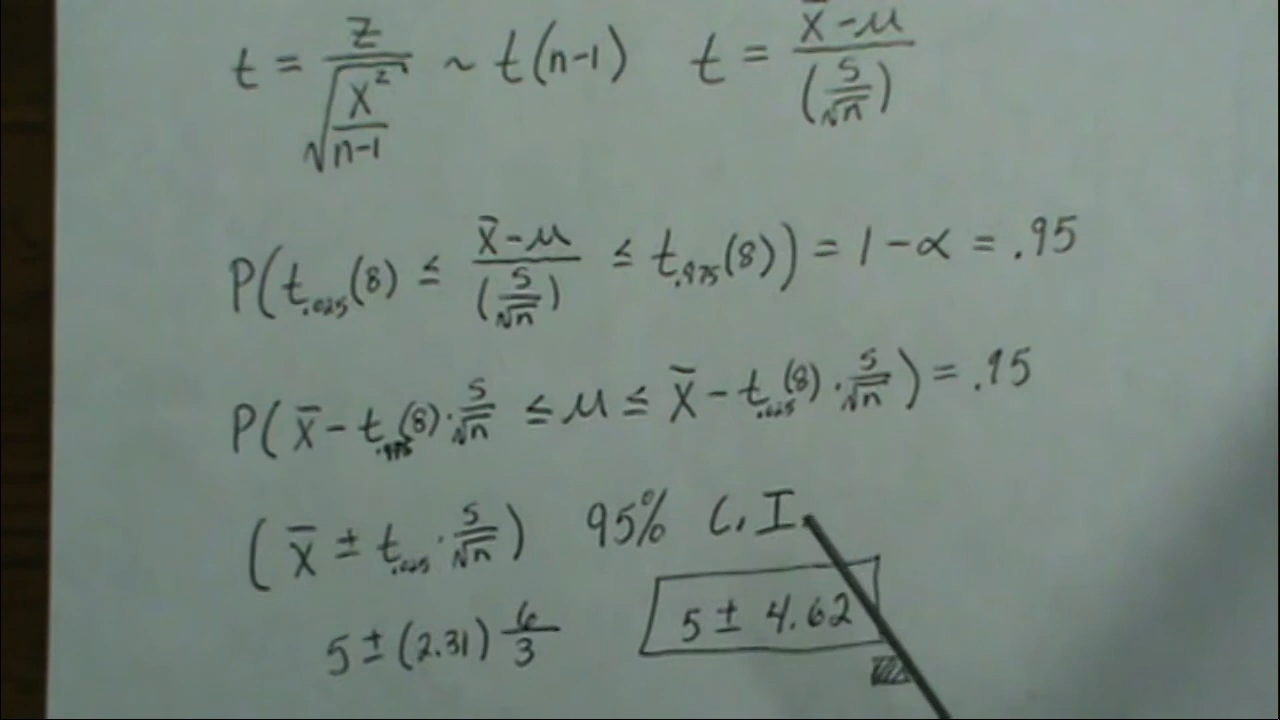 t = z / √(χ² / n-1) ~ t(n-1) t = (x̄ - μ) / (s/√n)
P(t.025(8) ≤ (x̄ - μ) / (s/√n) ≤ t.975(8)) = 1 - α = .95
P(x̄ - t.975(8) · s/√n ≤ μ ≤ x̄ - t.025(8) · s/√n) = .95
(x̄ ± t.025 · s/√n) 95% C.I.
5 ± (2.31) 6/3 5 ± 4.62